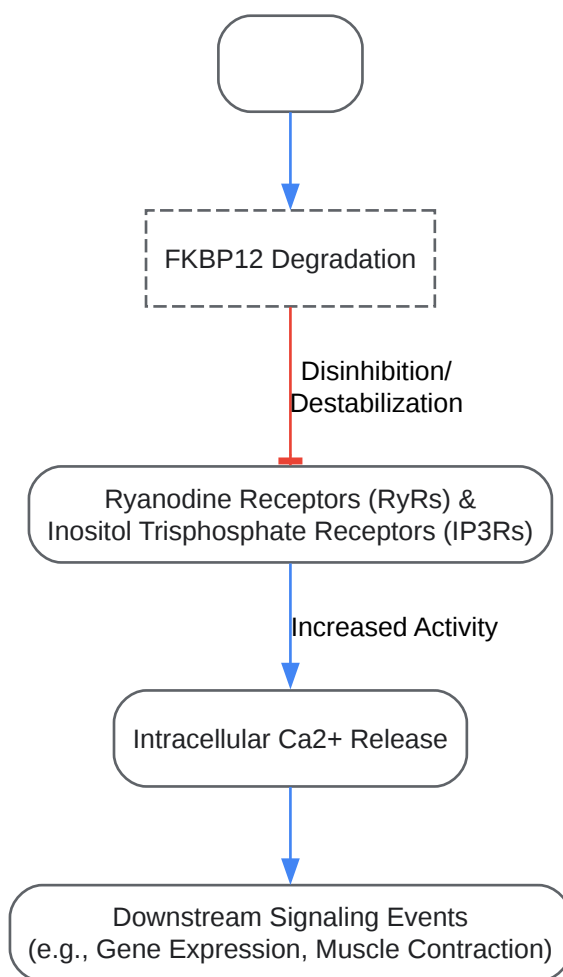 FKBP12 Degradation
Disinhibition/
Destabilization
Ryanodine Receptors (RyRs) &
Inositol Trisphosphate Receptors (IP3Rs)
Increased Activity
Intracellular Ca2+ Release
Downstream Signaling Events
(e.g., Gene Expression, Muscle Contraction)